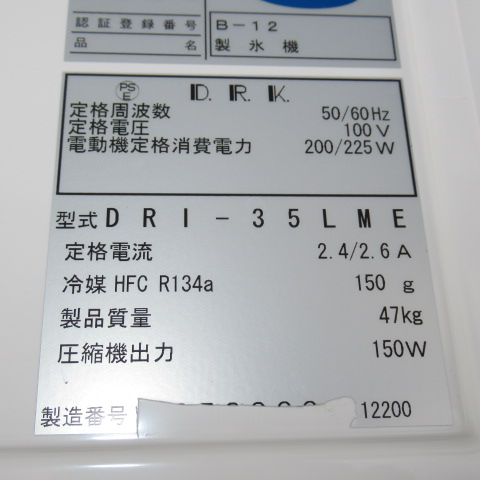 認証登録番号 B-12
品名 製氷機
PS
E
D. R. K.
定格周波数 50/60Hz
定格電圧 100V
電動機定格消費電力 200/225W
型式 DRI-35LME
定格電流 2.4/2.6A
冷媒 HFC R134a 150 g
製品質量 47kg
圧縮機出力 150W
製造番号 12200